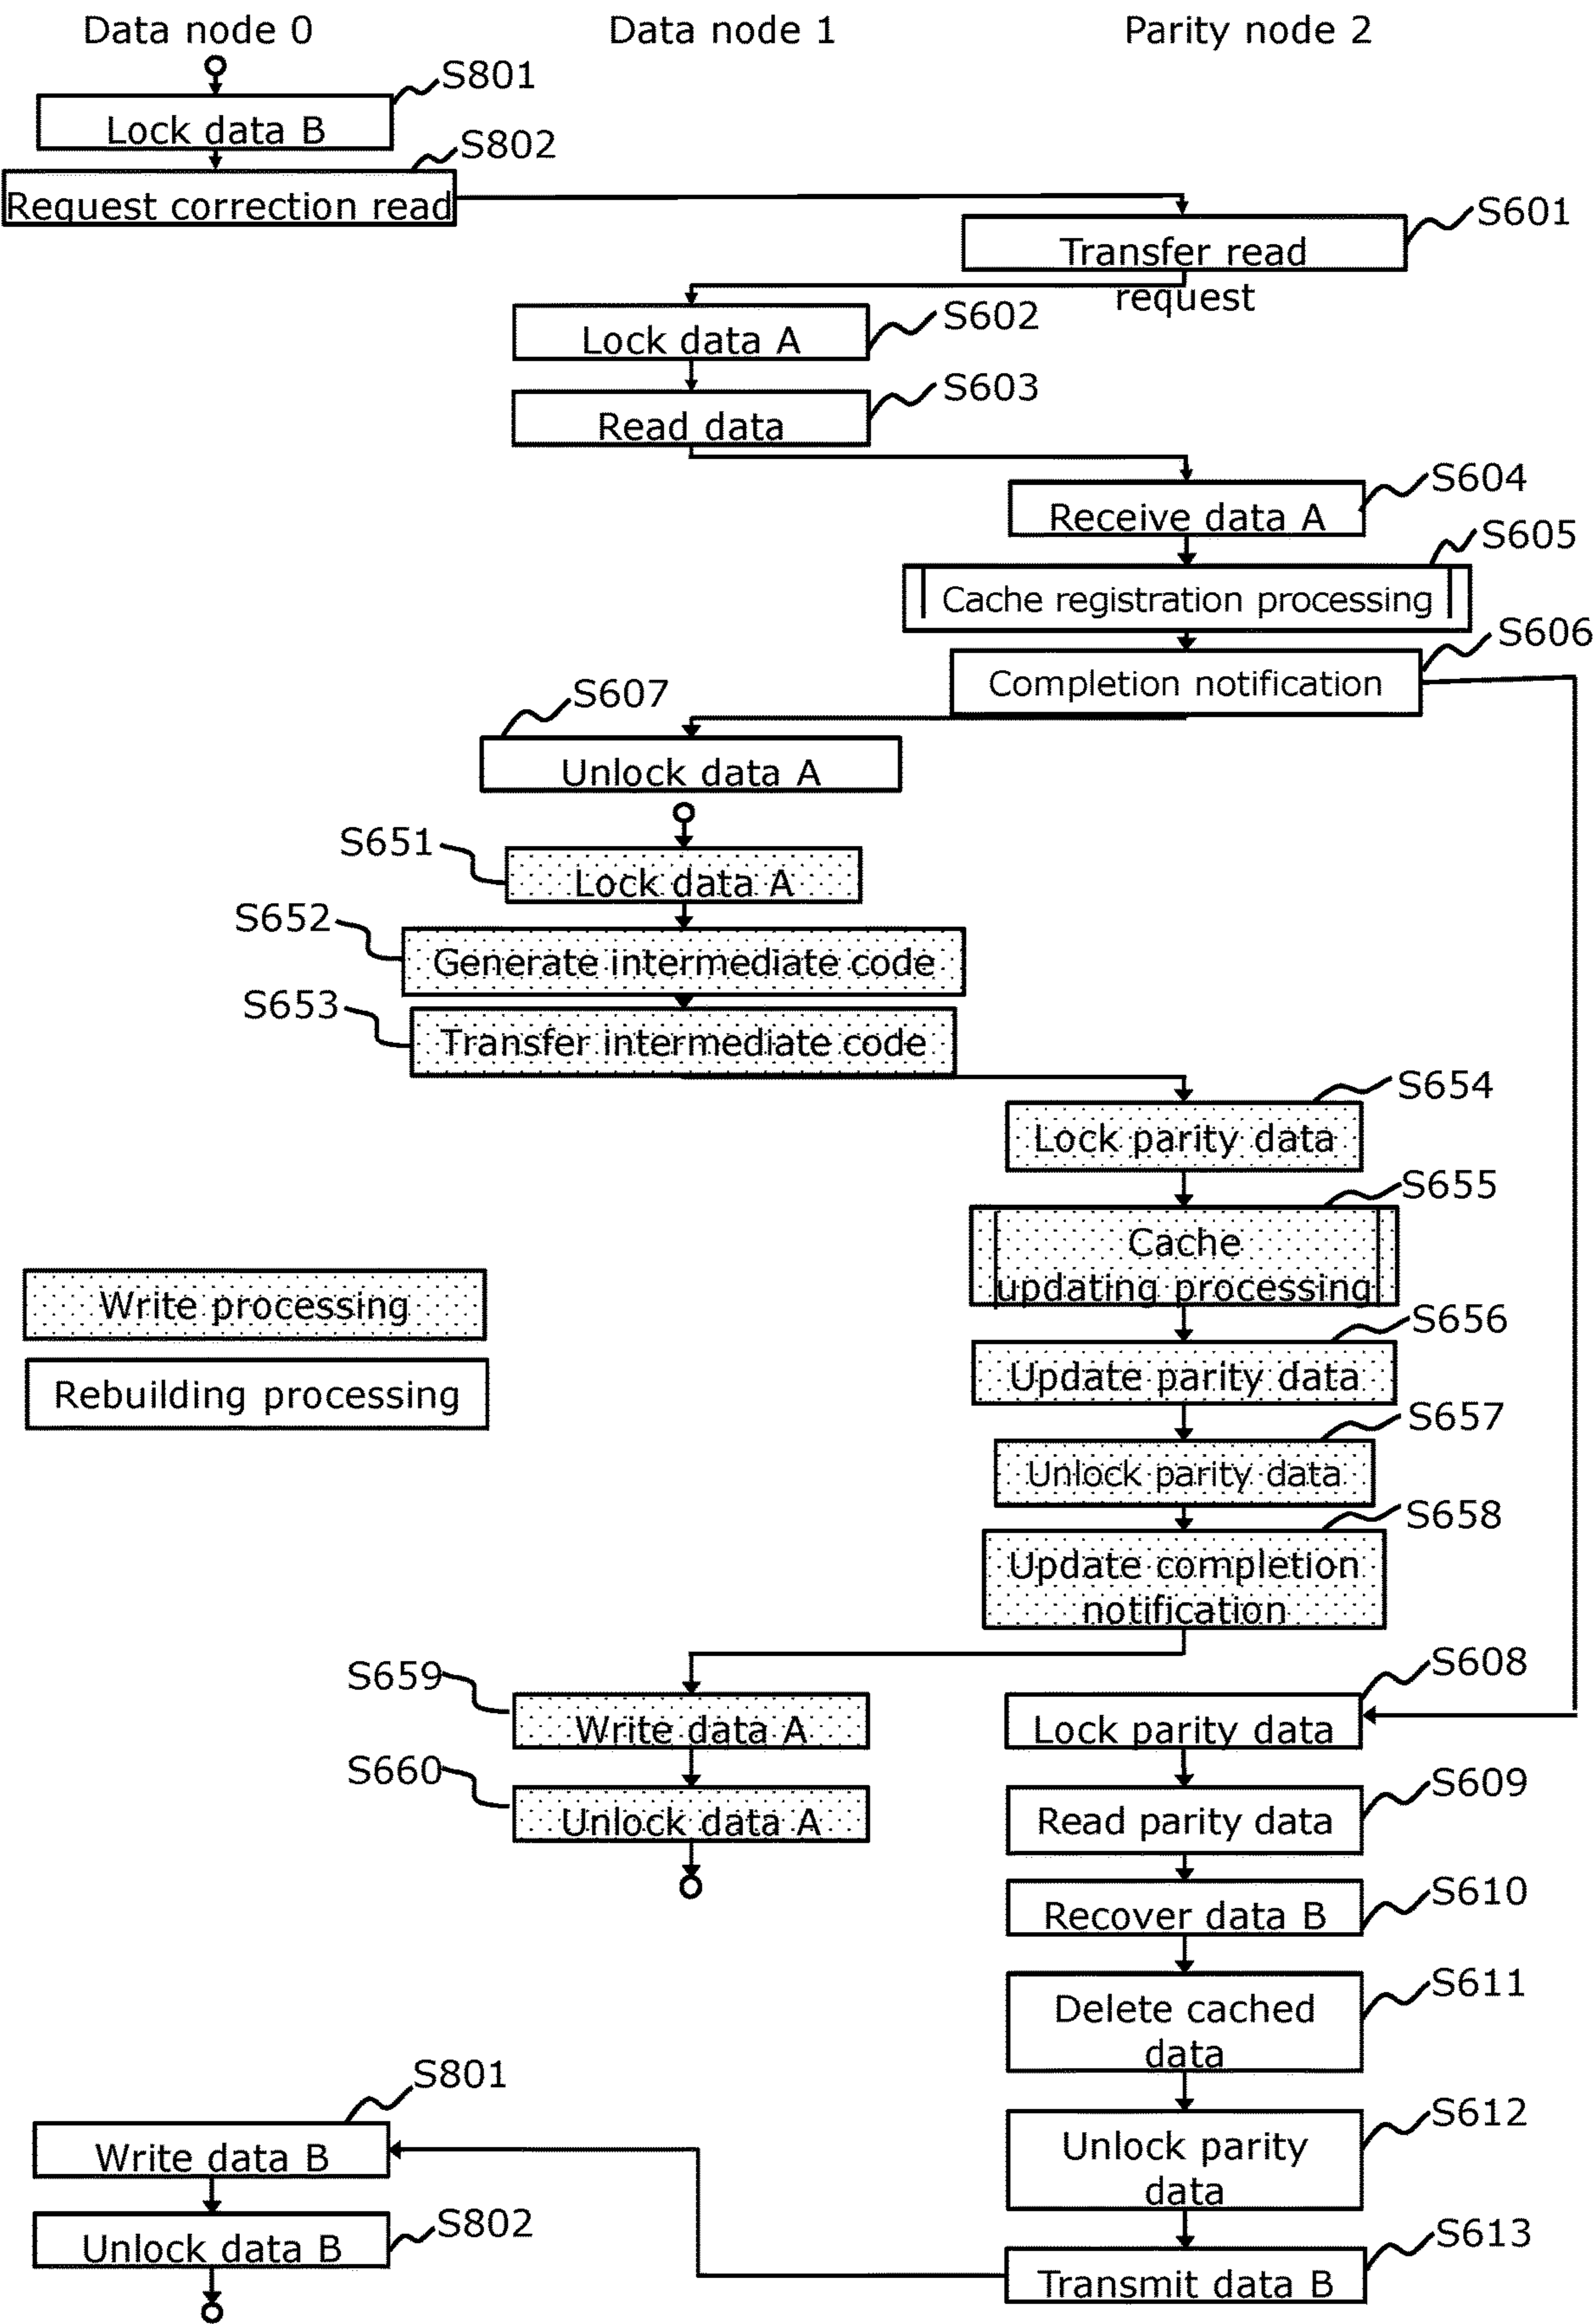 Data node 0
Data node 1
Parity node 2
S801
Lock data B
S802
Request correction read
S601
Transfer read
request
S602
Lock data A
S603
Read data
S604
Receive data A
S605
Cache registration processing
S606
Completion notification
S607
Unlock data A
S651
Lock data A
S652
Generate intermediate code
S653
Transfer intermediate code
S654
Lock parity data
S655
Cache
updating processing
Write processing
S656
Update parity data
Rebuilding processing
S657
Unlock parity data
S658
Update completion
notification
S659
Write data A
S608
Lock parity data
S660
Unlock data A
S609
Read parity data
S610
Recover data B
S611
Delete cached
data
S801
Write data B
S612
Unlock parity
data
S802
Unlock data B
S613
Transmit data B